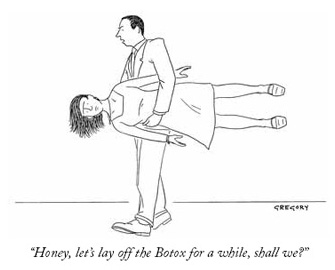 GREGORY
“Honey, let’s lay off the Botox for a while, shall we?”